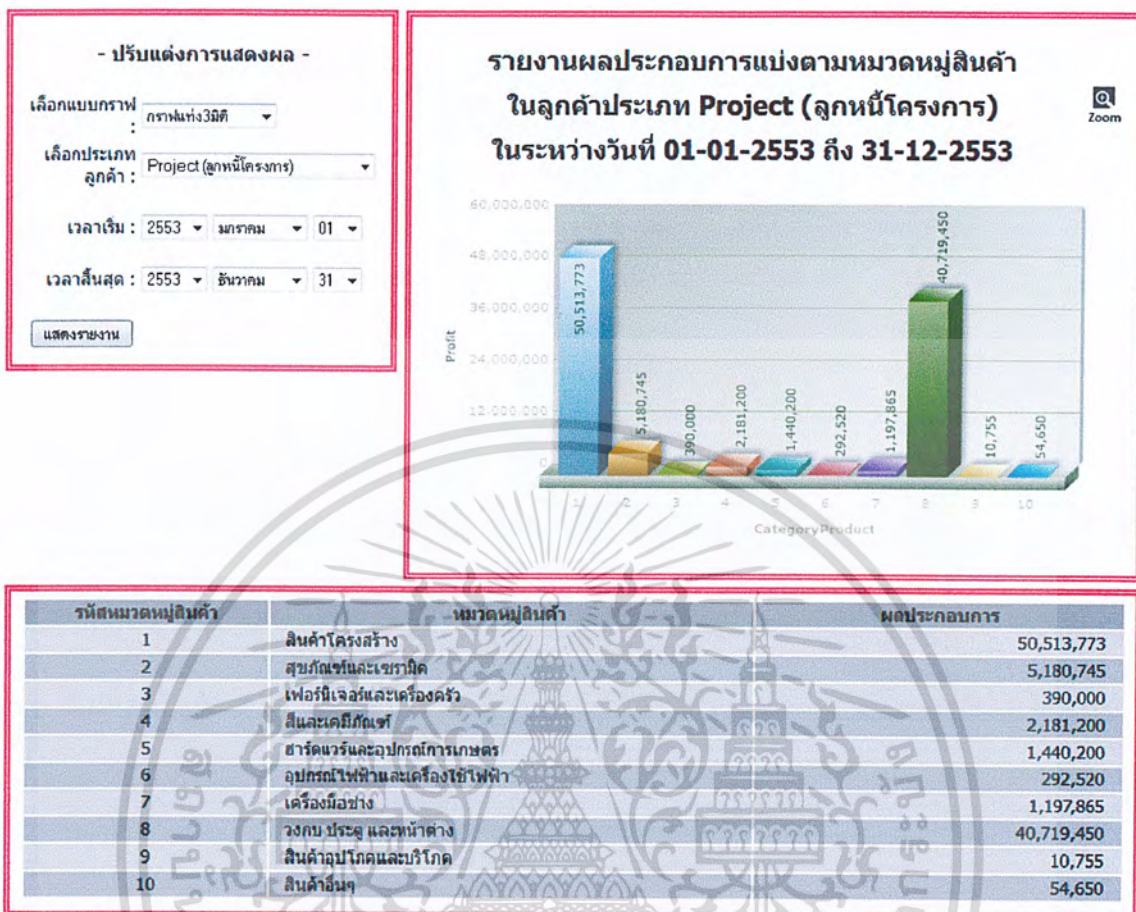 - ปรับแต่งการแสดงผล -
เลือกแบบกราฟ : กราฟแท่ง3มิติ
เลือกประเภทลูกค้า : Project (ลูกหนี้โครงการ)
เวลาเริ่ม : 2553 มกราคม 01
เวลาสิ้นสุด : 2553 ธันวาคม 31
แสดงรายงาน
รายงานผลประกอบการแบ่งตามหมวดหมู่สินค้า
ในลูกค้าประเภท Project (ลูกหนี้โครงการ)
ในระหว่างวันที่ 01-01-2553 ถึง 31-12-2553
Zoom
60,000,000
48,000,000
36,000,000
24,000,000
12,000,000
0
Profit
50,513,773
5,180,745
390,000
2,181,200
1,440,200
292,520
1,197,865
40,719,450
10,755
54,650
1 2 3 4 5 6 7 8 9 10
CategoryProduct
รหัสหมวดหมู่สินค้า หมวดหมู่สินค้า ผลประกอบการ
1 สินค้าโครงสร้าง 50,513,773
2 สุขภัณฑ์และเซรามิค 5,180,745
3 เฟอร์นิเจอร์และเครื่องครัว 390,000
4 สีและเคมีภัณฑ์ 2,181,200
5 ฮาร์ดแวร์และอุปกรณ์การเกษตร 1,440,200
6 อุปกรณ์ไฟฟ้าและเครื่องใช้ไฟฟ้า 292,520
7 เครื่องมือช่าง 1,197,865
8 วงกบ ประตู และหน้าต่าง 40,719,450
9 สินค้าอุปโภคและบริโภค 10,755
10 สินค้าอื่นๆ 54,650